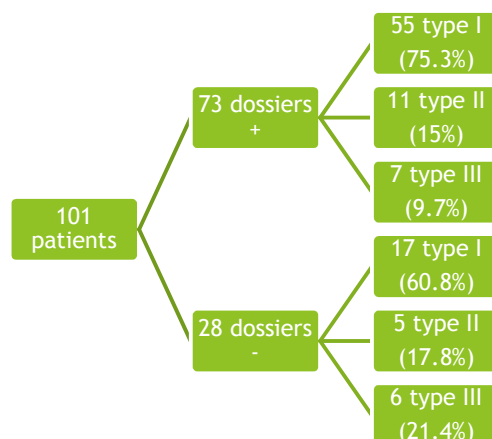 101
patients
73 dossiers
+
55 type I
(75.3%)
11 type II
(15%)
7 type III
(9.7%)
28 dossiers
-
17 type I
(60.8%)
5 type II
(17.8%)
6 type III
(21.4%)